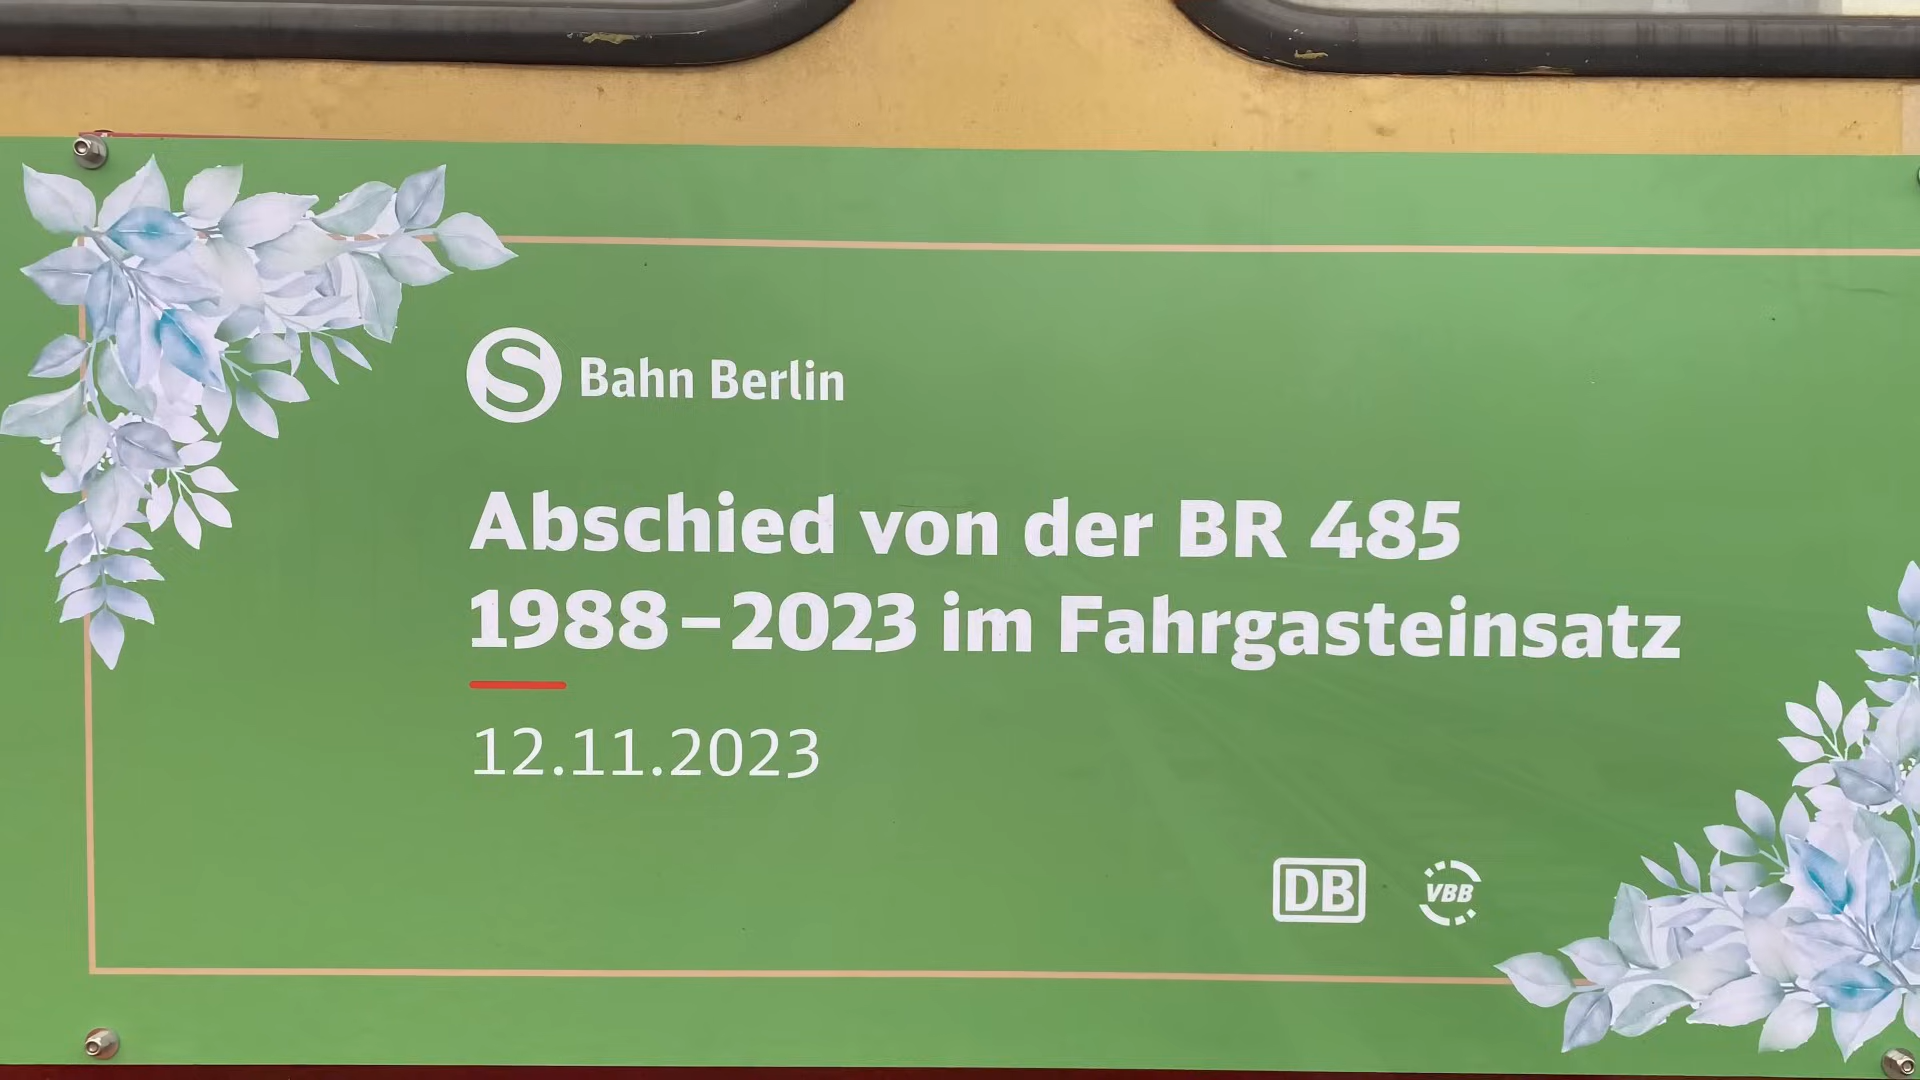 S Bahn Berlin
Abschied von der BR 485
1988–2023 im Fahrgasteinsatz
12.11.2023
DB VBB